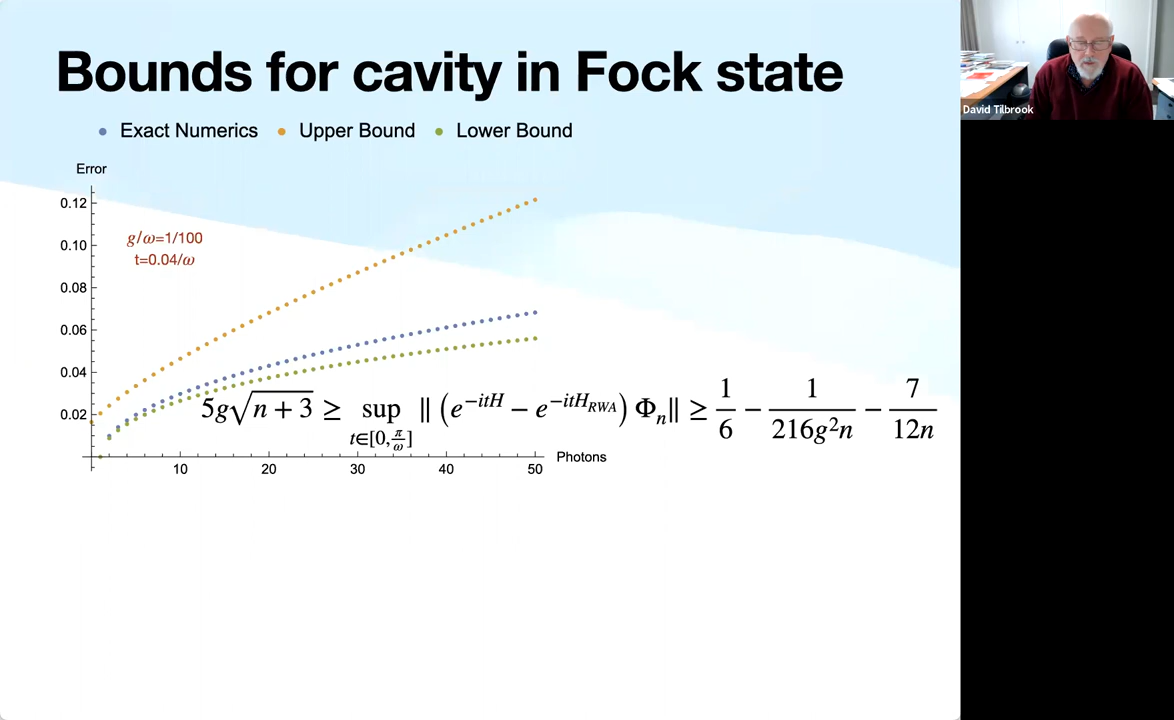 Bounds for cavity in Fock state
Exact Numerics Upper Bound Lower Bound
Error
0.12
0.10
0.08
0.06
0.04
0.02
g/ω=1/100
t=0.04/ω
5g√(n + 3) ≥ sup_{t∈[0,π/ω]} ‖ (e^{−itH} − e^{−itH_{RWA}}) Φ_n‖ ≥ 1/6 − 1/(216g²n) − 7/(12n)
10 20 30 40 50
Photons
David Tilbrook